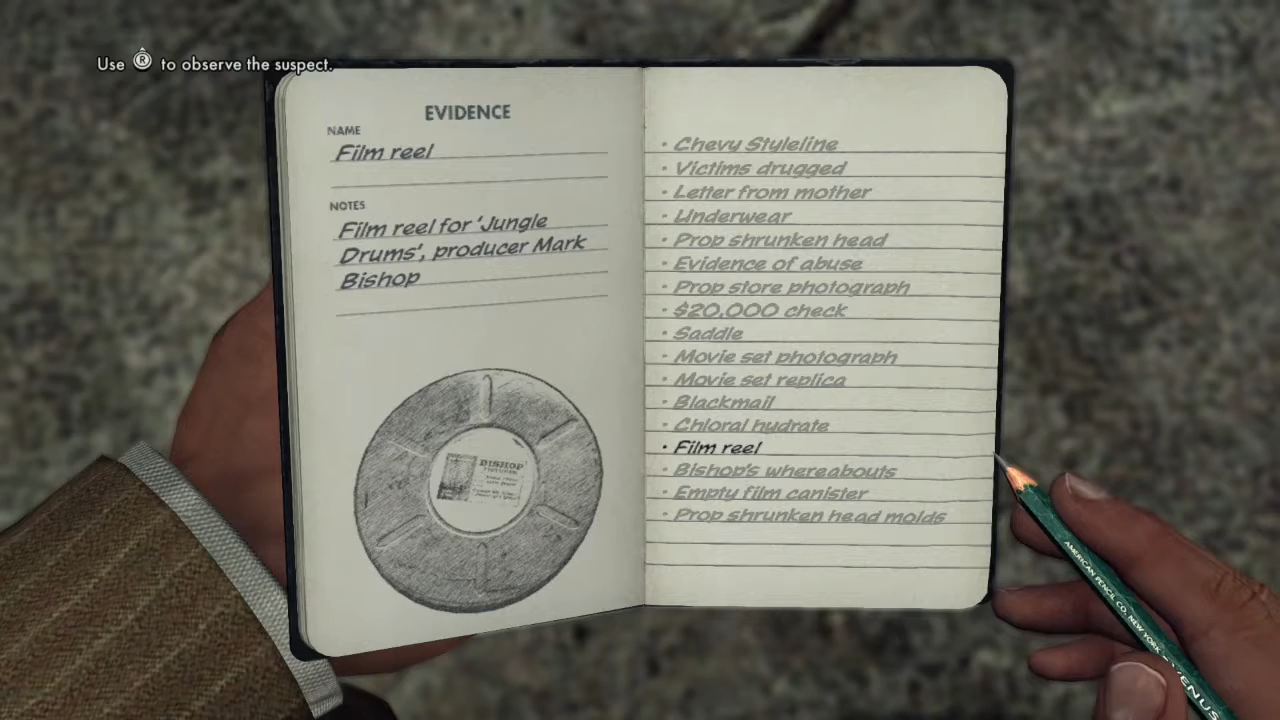 Use R to observe the suspect.
EVIDENCE
NAME
Film reel
NOTES
Film reel for 'Jungle
Drums', producer Mark
Bishop
BISHOP
• Chevy Styleline
• Victims drugged
• Letter from mother
• Underwear
• Prop shrunken head
• Evidence of abuse
• Prop store photograph
• $20,000 check
• Saddle
• Movie set photograph
• Movie set replica
• Blackmail
• Chloral hydrate
• Film reel
• Bishop's whereabouts
• Empty film canister
• Prop shrunken head molds
AMERICAN PENCIL CO. NEW YORK VENUS